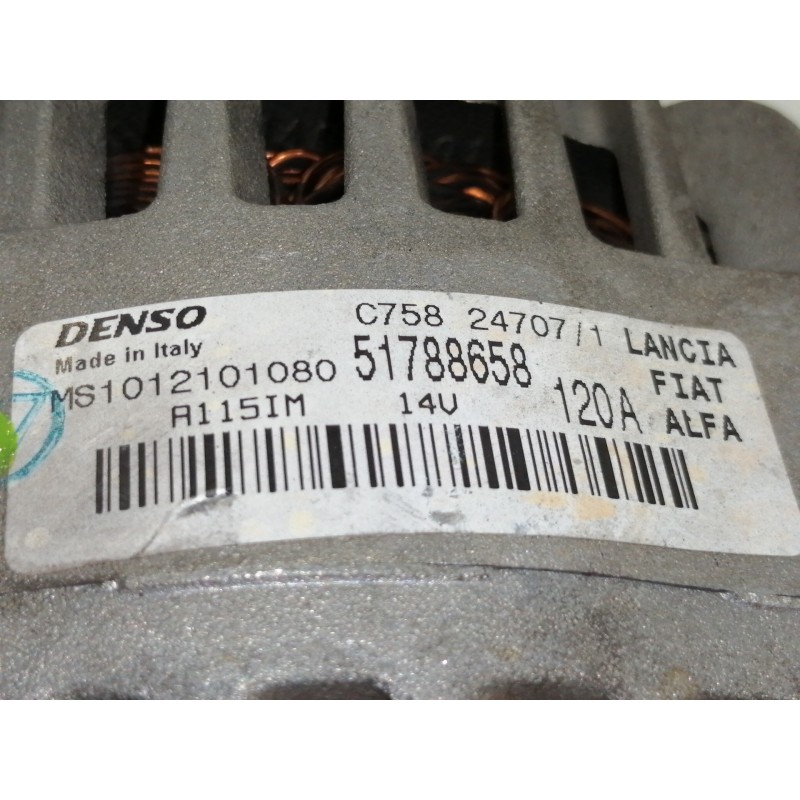 DENSO C758 24707/1 LANCIA
Made in Italy 51788658 FIAT
MS1012101080 120A ALFA
A115IM 14V